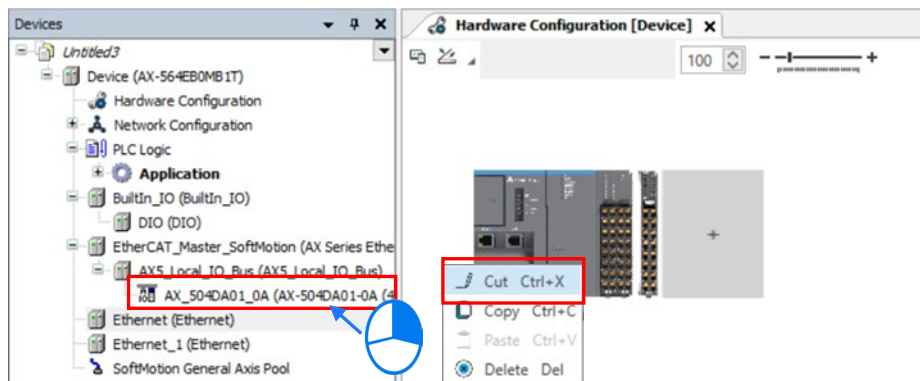 Devices
Untitled3
Device (AX-564EB0MB1T)
Hardware Configuration
Network Configuration
PLC Logic
Application
BuiltIn_IO (BuiltIn_IO)
DIO (DIO)
EtherCAT_Master_SoftMotion (AX Series Ethe
AX5_Local_IO_Bus (AX5_Local_IO_Bus)
AX_504DA01_0A (AX-504DA01-0A (4
Ethernet (Ethernet)
Ethernet_1 (Ethernet)
SoftMotion General Axis Pool
Hardware Configuration [Device]
100
Cut Ctrl+X
Copy Ctrl+C
Paste Ctrl+V
Delete Del